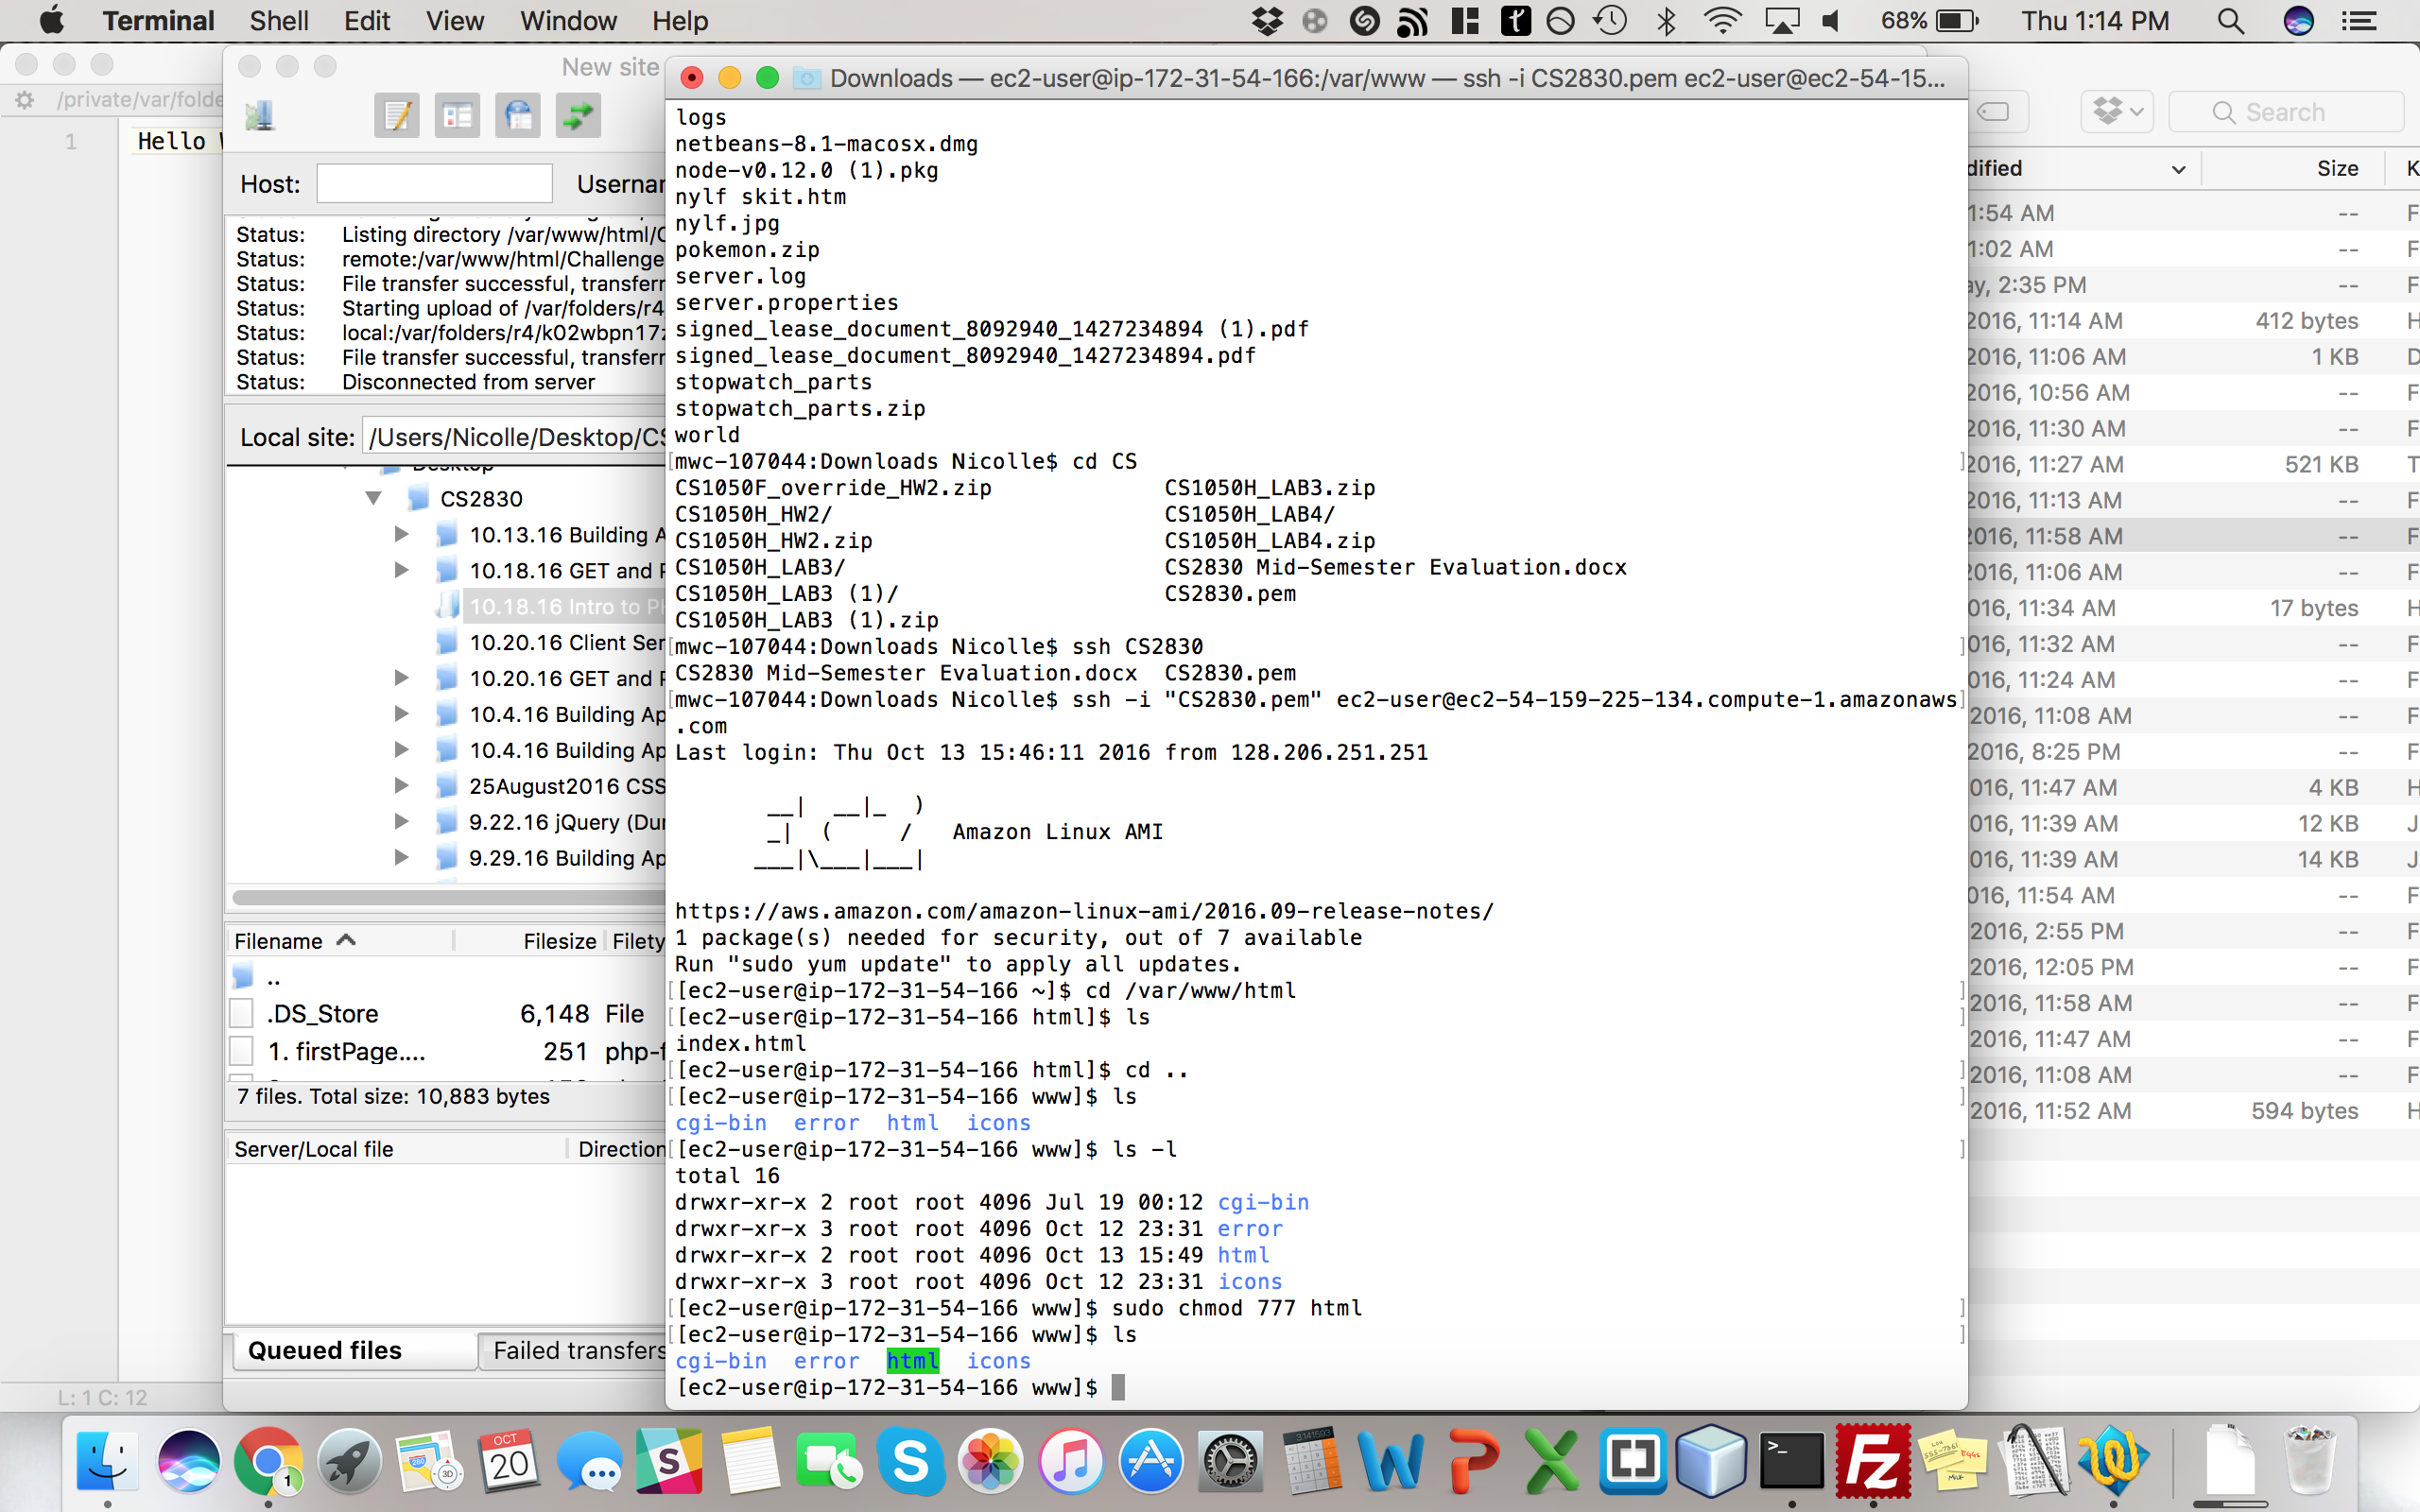 Terminal Shell Edit View Window Help 68% Thu 1:14 PM
/private/var/folde
1 Hello
New site
Host: Userna
Status: Listing directory /var/www/html/C
Status: remote:/var/www/html/Challenge
Status: File transfer successful, transferr
Status: Starting upload of /var/folders/r4
Status: local:/var/folders/r4/k02wbpn17z
Status: File transfer successful, transferr
Status: Disconnected from server
Local site: /Users/Nicolle/Desktop/CS
Desktop
CS2830
10.13.16 Building A
10.18.16 GET and P
10.18.16 Intro to P
10.20.16 Client Ser
10.20.16 GET and P
10.4.16 Building Ap
10.4.16 Building Ap
25August2016 CSS
9.22.16 jQuery (Dur
9.29.16 Building Ap
Filename Filesize Filety
..
.DS_Store 6,148 File
1. firstPage.... 251 php-f
7 files. Total size: 10,883 bytes
Server/Local file Direction
Queued files Failed transfers
L: 1 C: 12
Downloads — ec2-user@ip-172-31-54-166:/var/www — ssh -i CS2830.pem ec2-user@ec2-54-15...
logs
netbeans-8.1-macosx.dmg
node-v0.12.0 (1).pkg
nylf skit.htm
nylf.jpg
pokemon.zip
server.log
server.properties
signed_lease_document_8092940_1427234894 (1).pdf
signed_lease_document_8092940_1427234894.pdf
stopwatch_parts
stopwatch_parts.zip
world
[mwc-107044:Downloads Nicolle$ cd CS ]
CS1050F_override_HW2.zip CS1050H_LAB3.zip
CS1050H_HW2/ CS1050H_LAB4/
CS1050H_HW2.zip CS1050H_LAB4.zip
CS1050H_LAB3/ CS2830 Mid-Semester Evaluation.docx
CS1050H_LAB3 (1)/ CS2830.pem
CS1050H_LAB3 (1).zip
[mwc-107044:Downloads Nicolle$ ssh CS2830 ]
CS2830 Mid-Semester Evaluation.docx CS2830.pem
[mwc-107044:Downloads Nicolle$ ssh -i "CS2830.pem" ec2-user@ec2-54-159-225-134.compute-1.amazonaws]
.com
Last login: Thu Oct 13 15:46:11 2016 from 128.206.251.251
__| __|_ )
_| ( / Amazon Linux AMI
___|\___|___|
https://aws.amazon.com/amazon-linux-ami/2016.09-release-notes/
1 package(s) needed for security, out of 7 available
Run "sudo yum update" to apply all updates.
[[ec2-user@ip-172-31-54-166 ~]$ cd /var/www/html ]
[[ec2-user@ip-172-31-54-166 html]$ ls ]
index.html
[[ec2-user@ip-172-31-54-166 html]$ cd .. ]
[[ec2-user@ip-172-31-54-166 www]$ ls ]
cgi-bin error html icons
[[ec2-user@ip-172-31-54-166 www]$ ls -l ]
total 16
drwxr-xr-x 2 root root 4096 Jul 19 00:12 cgi-bin
drwxr-xr-x 3 root root 4096 Oct 12 23:31 error
drwxr-xr-x 2 root root 4096 Oct 13 15:49 html
drwxr-xr-x 3 root root 4096 Oct 12 23:31 icons
[[ec2-user@ip-172-31-54-166 www]$ sudo chmod 777 html ]
[[ec2-user@ip-172-31-54-166 www]$ ls ]
cgi-bin error html icons
[ec2-user@ip-172-31-54-166 www]$
Search
dified Size K
1:54 AM -- F
1:02 AM -- F
ay, 2:35 PM -- F
2016, 11:14 AM 412 bytes H
2016, 11:06 AM 1 KB D
2016, 10:56 AM -- F
2016, 11:30 AM -- F
2016, 11:27 AM 521 KB T
2016, 11:13 AM -- F
2016, 11:58 AM -- F
2016, 11:06 AM -- F
016, 11:34 AM 17 bytes H
016, 11:32 AM -- F
016, 11:24 AM -- F
2016, 11:08 AM -- F
2016, 8:25 PM -- F
016, 11:47 AM 4 KB H
016, 11:39 AM 12 KB J
016, 11:39 AM 14 KB J
016, 11:54 AM -- F
2016, 2:55 PM -- F
2016, 12:05 PM -- F
2016, 11:58 AM -- F
2016, 11:47 AM -- F
2016, 11:08 AM -- F
2016, 11:52 AM 594 bytes H
1
280
3D
OCT
20
S
S
3.141593
W
P
X
>_
Fz
MILK
EGGS